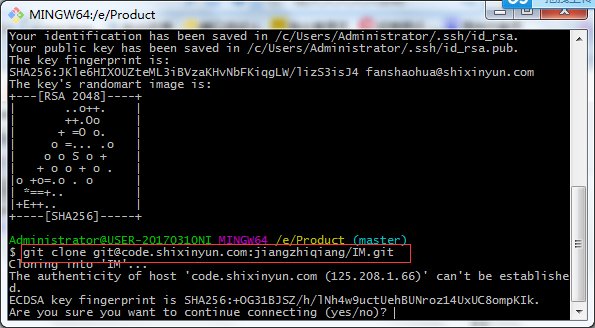 MINGW64:/e/Product
Your identification has been saved in /c/Users/Administrator/.ssh/id_rsa.
Your public key has been saved in /c/Users/Administrator/.ssh/id_rsa.pub.
The key fingerprint is:
SHA256:JKle6HIXOUZteML3iBVzaKHvNbFKiqgLW/lizS3isJ4 fanshaohua@shixinyun.com
The key's randomart image is:
+---[RSA 2048]----+
|       ..o++.    |
|       ++.Oo     |
|      + =O o.    |
|     o =... .o   |
|    o o S o +    |
|   + o o + o .   |
|o +o=.o . o      |
| *==+..          |
|+E++..           |
+----[SHA256]-----+
Administrator@USER-20170310NI MINGW64 /e/Product (master)
$ git clone git@code.shixinyun.com:jiangzhiqiang/IM.git
Cloning into 'IM'...
The authenticity of host 'code.shixinyun.com (125.208.1.66)' can't be establishe
d.
ECDSA key fingerprint is SHA256:+OG31BJSZ/h/lNh4w9uctUehBUNroz14UxUC8ompKIk.
Are you sure you want to continue connecting (yes/no)?